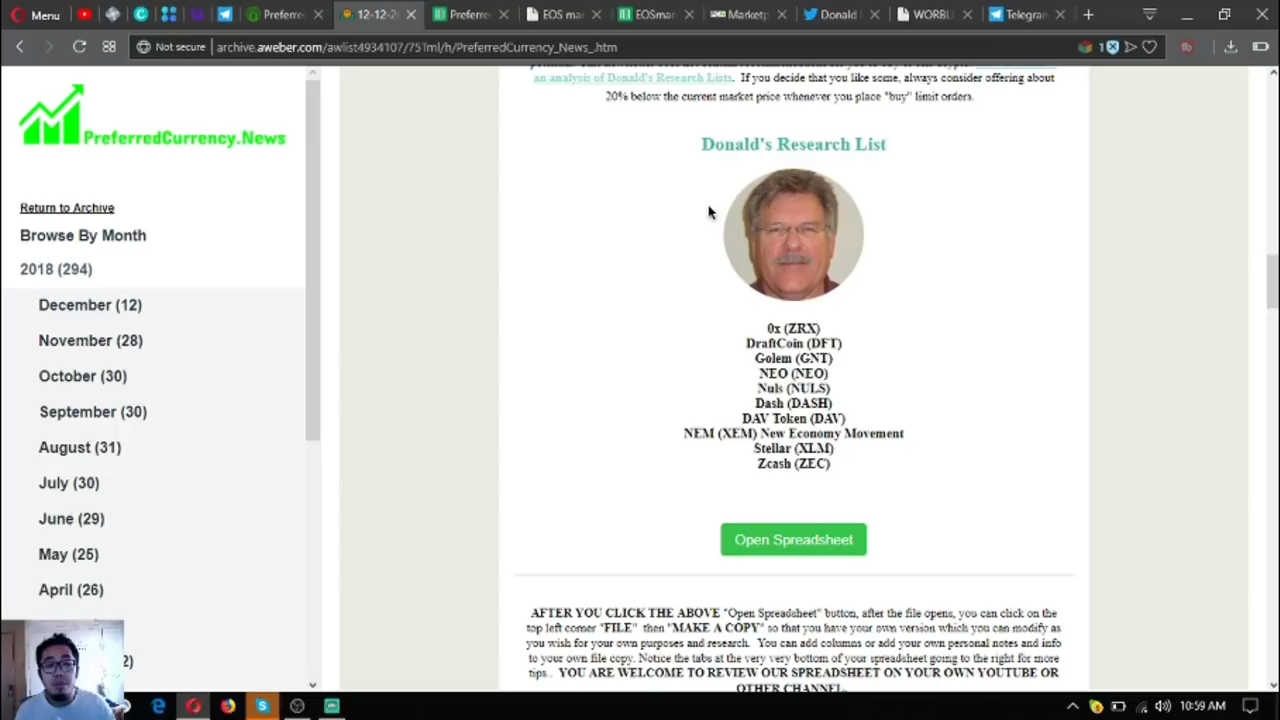 Menu
Preferre
12-12-2
Preferre
EOS ma
EOSmar
Marketp
Donald
WORBL
Telegran
Not secure
archive.aweber.com/awlist4934107/751ml/h/PreferredCurrency_News_.htm
PreferredCurrency.News
Return to Archive
Browse By Month
2018 (294)
December (12)
November (28)
October (30)
September (30)
August (31)
July (30)
June (29)
May (25)
April (26)
2)
an analysis of Donald's Research Lists. If you decide that you like some, always consider offering about
20% below the current market price whenever you place "buy" limit orders.
Donald's Research List
0x (ZRX)
DraftCoin (DFT)
Golem (GNT)
NEO (NEO)
Nuls (NULS)
Dash (DASH)
DAV Token (DAV)
NEM (XEM) New Economy Movement
Stellar (XLM)
Zcash (ZEC)
Open Spreadsheet
AFTER YOU CLICK THE ABOVE "Open Spreadsheet" button, after the file opens, you can click on the
top left corner "FILE" then "MAKE A COPY" so that you have your own version which you can modify as
you wish for your own purposes and research. You can add columns or add your own personal notes and info
to your own file copy. Notice the tabs at the very very bottom of your spreadsheet going to the right for more
tips.. YOU ARE WELCOME TO REVIEW OUR SPREADSHEET ON YOUR OWN YOUTUBE OR
OTHER CHANNEL.
10:59 AM